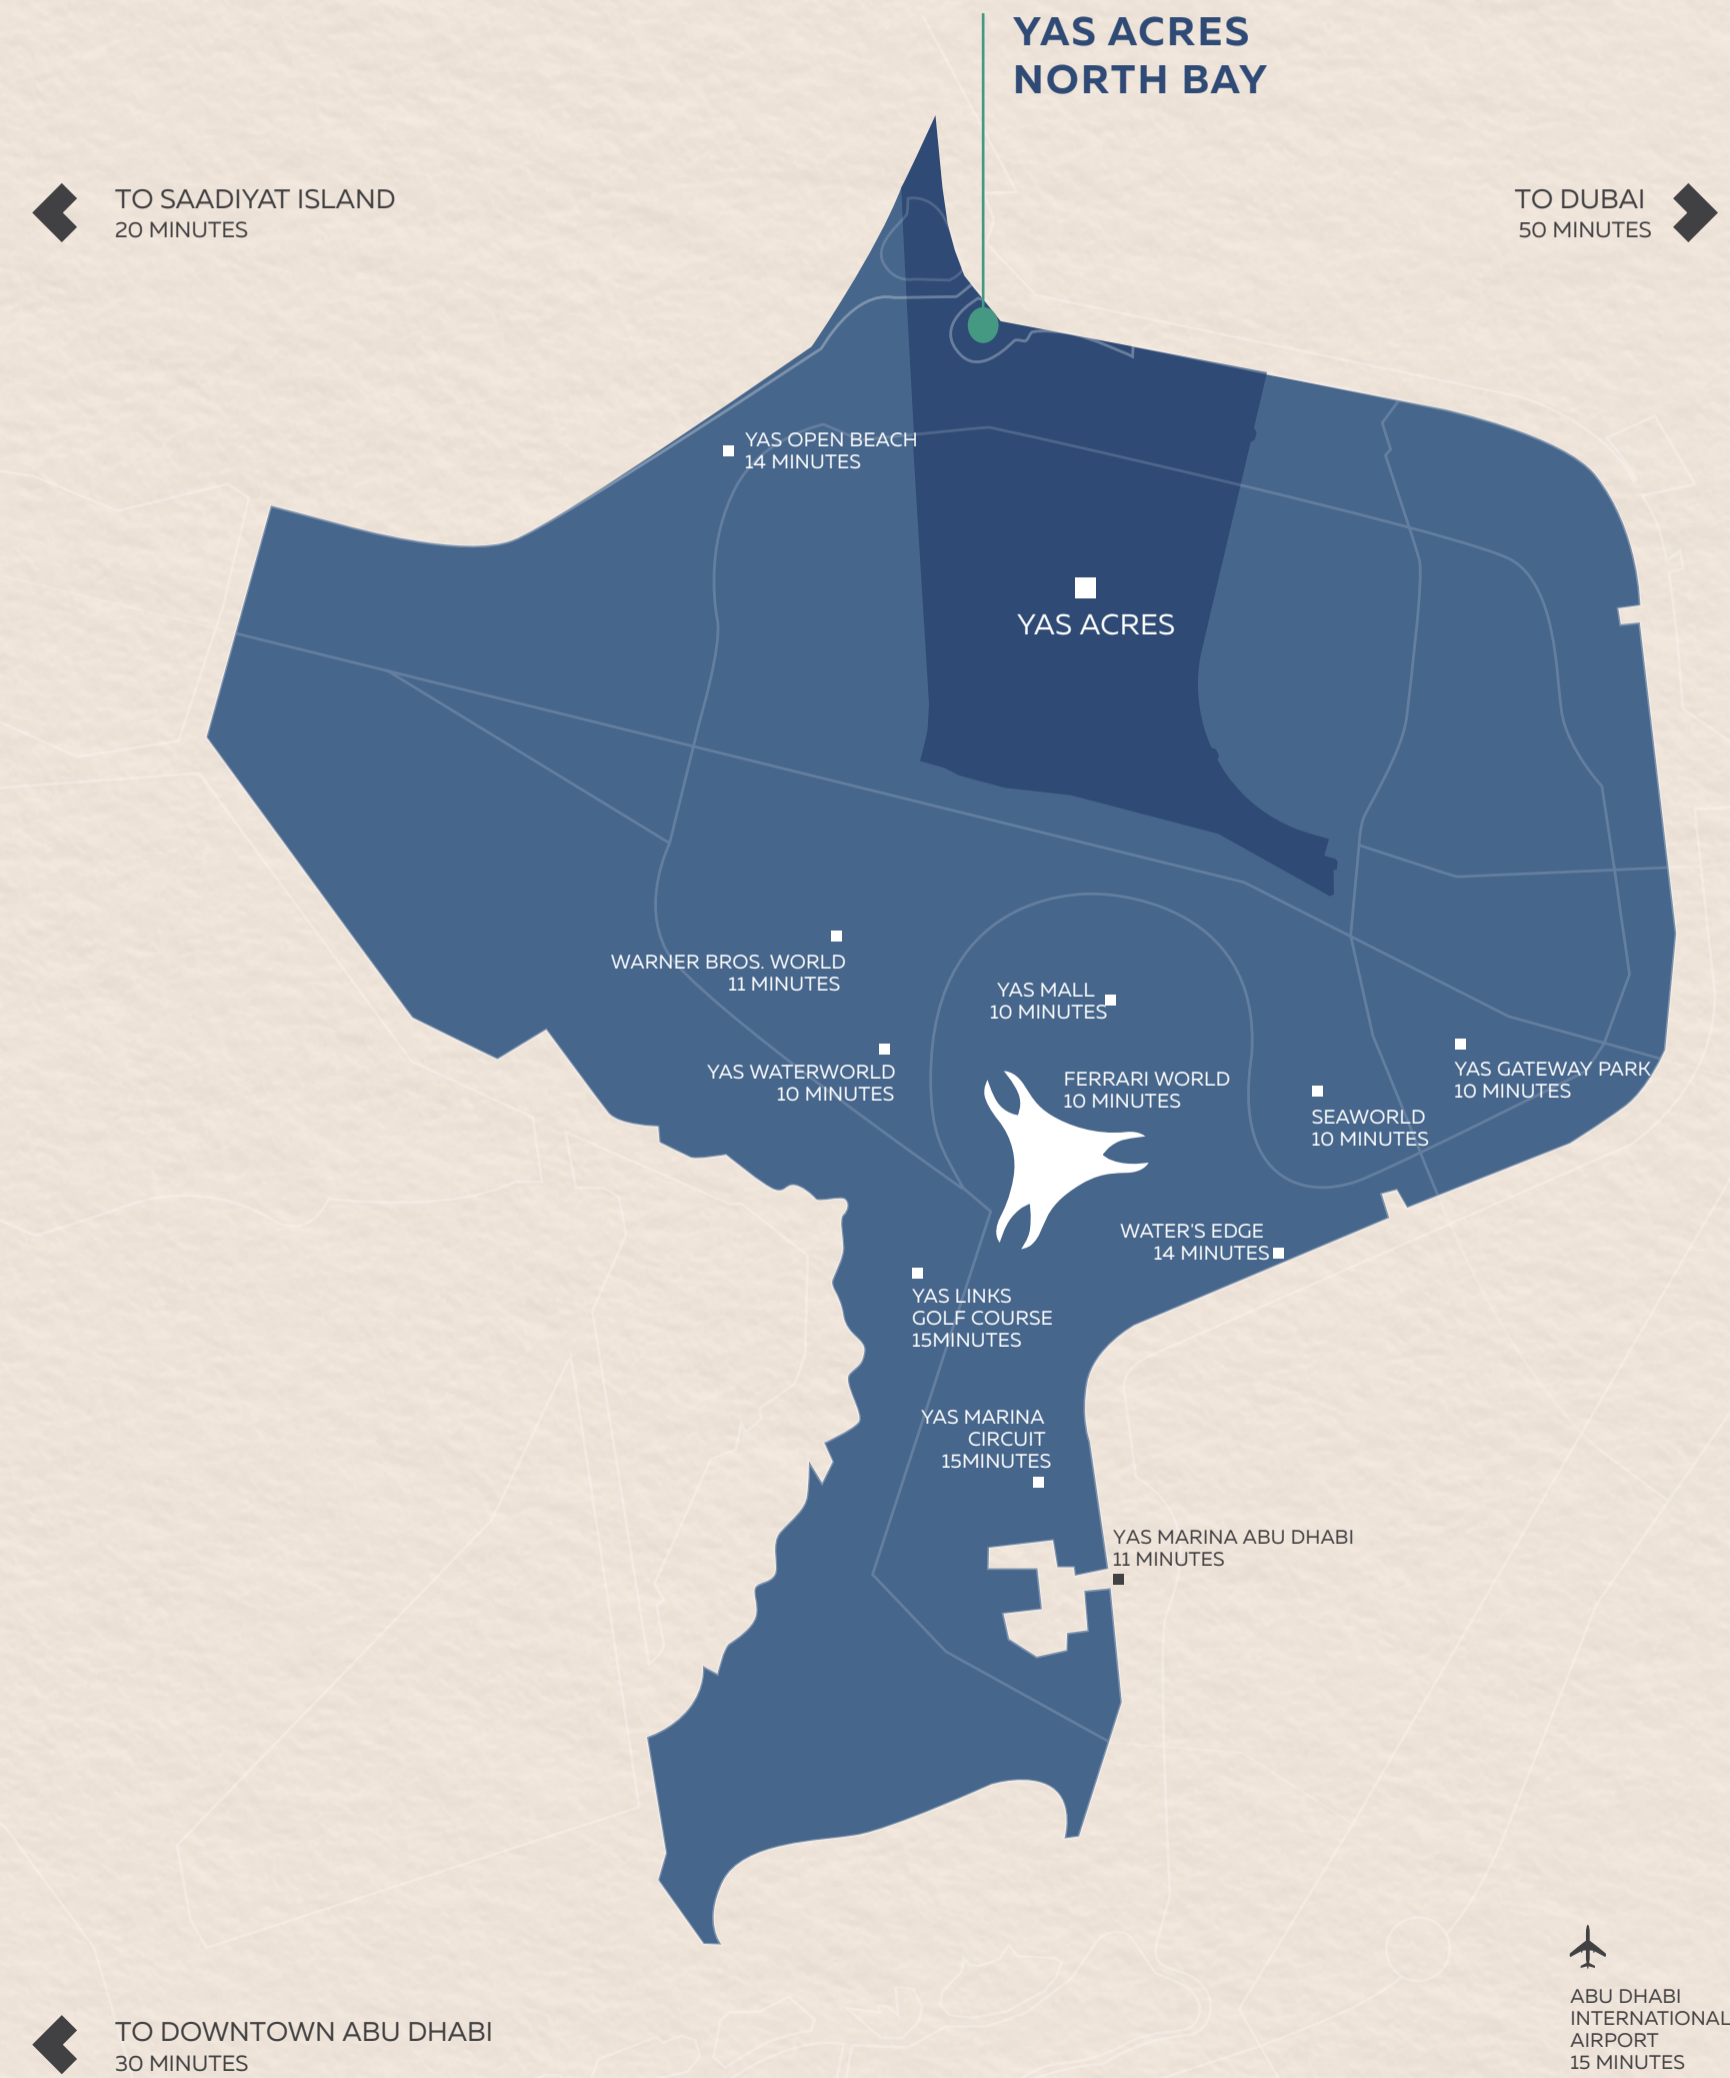 YAS ACRES
NORTH BAY
TO SAADIYAT ISLAND
20 MINUTES
TO DUBAI
50 MINUTES
YAS OPEN BEACH
14 MINUTES
YAS ACRES
WARNER BROS. WORLD
11 MINUTES
YAS MALL
10 MINUTES
YAS WATERWORLD
10 MINUTES
FERRARI WORLD
10 MINUTES
YAS GATEWAY PARK
10 MINUTES
SEAWORLD
10 MINUTES
WATER'S EDGE
14 MINUTES
YAS LINKS
GOLF COURSE
15MINUTES
YAS MARINA
CIRCUIT
15MINUTES
YAS MARINA ABU DHABI
11 MINUTES
TO DOWNTOWN ABU DHABI
30 MINUTES
ABU DHABI
INTERNATIONAL
AIRPORT
15 MINUTES